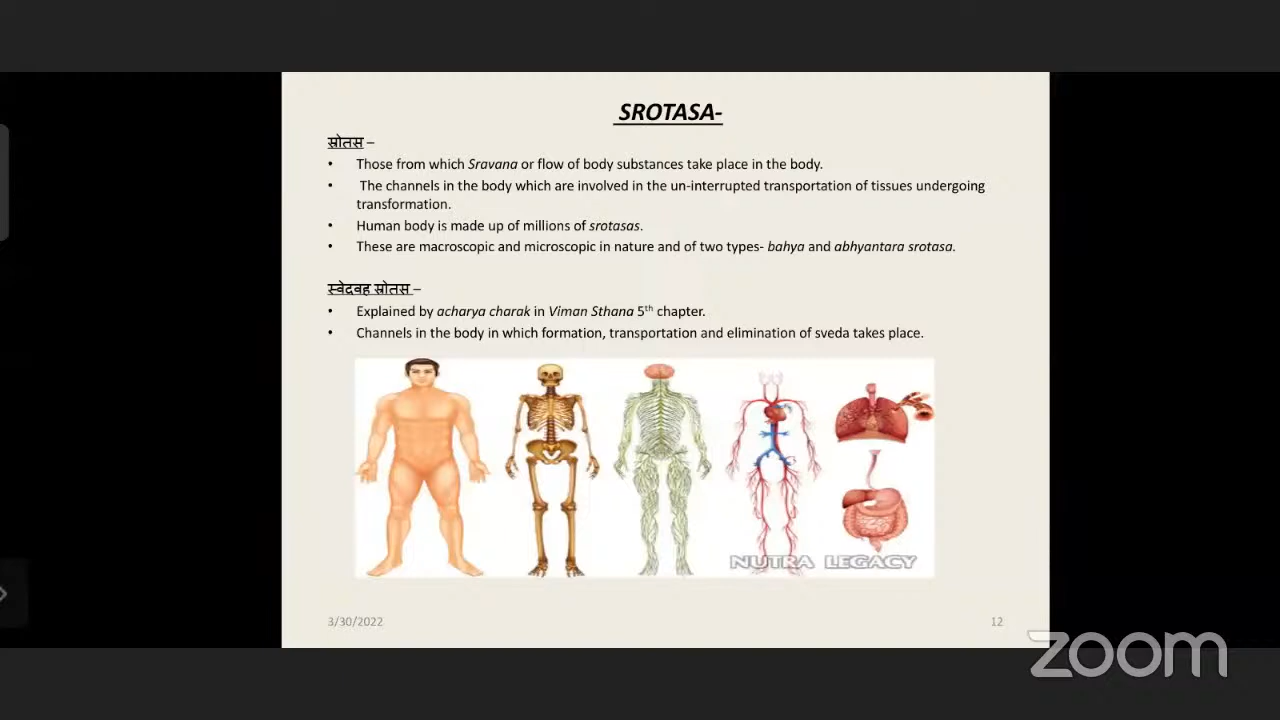 SROTASA-
स्रोतस –
• Those from which Sravana or flow of body substances take place in the body.
• The channels in the body which are involved in the un-interrupted transportation of tissues undergoing
transformation.
• Human body is made up of millions of srotasas.
• These are macroscopic and microscopic in nature and of two types- bahya and abhyantara srotasa.
स्वेदवह स्रोतस –
• Explained by acharya charak in Viman Sthana 5th chapter.
• Channels in the body in which formation, transportation and elimination of sveda takes place.
NUTRA LEGACY
3/30/2022
12
zoom